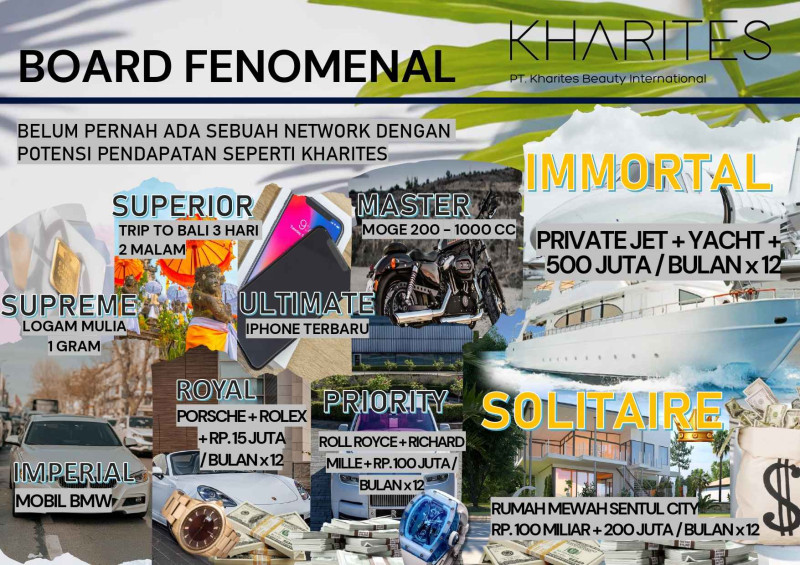 BOARD FENOMENAL
KHARITES
PT. Kharites Beauty International
BELUM PERNAH ADA SEBUAH NETWORK DENGAN
POTENSI PENDAPATAN SEPERTI KHARITES
IMMORTAL
PRIVATE JET + YACHT +
500 JUTA / BULAN x 12
SUPERIOR
TRIP TO BALI 3 HARI
2 MALAM
MASTER
MOGE 200 - 1000 CC
SUPREME
LOGAM MULIA
1 GRAM
ULTIMATE
IPHONE TERBARU
ROYAL
PORSCHE + ROLEX
+ RP. 15 JUTA
/ BULAN x 12
PRIORITY
ROLL ROYCE + RICHARD
MILLE + RP. 100 JUTA /
BULAN x 12
SOLITAIRE
RUMAH MEWAH SENTUL CITY
RP. 100 MILIAR + 200 JUTA / BULAN x 12
IMPERIAL
MOBIL BMW
$